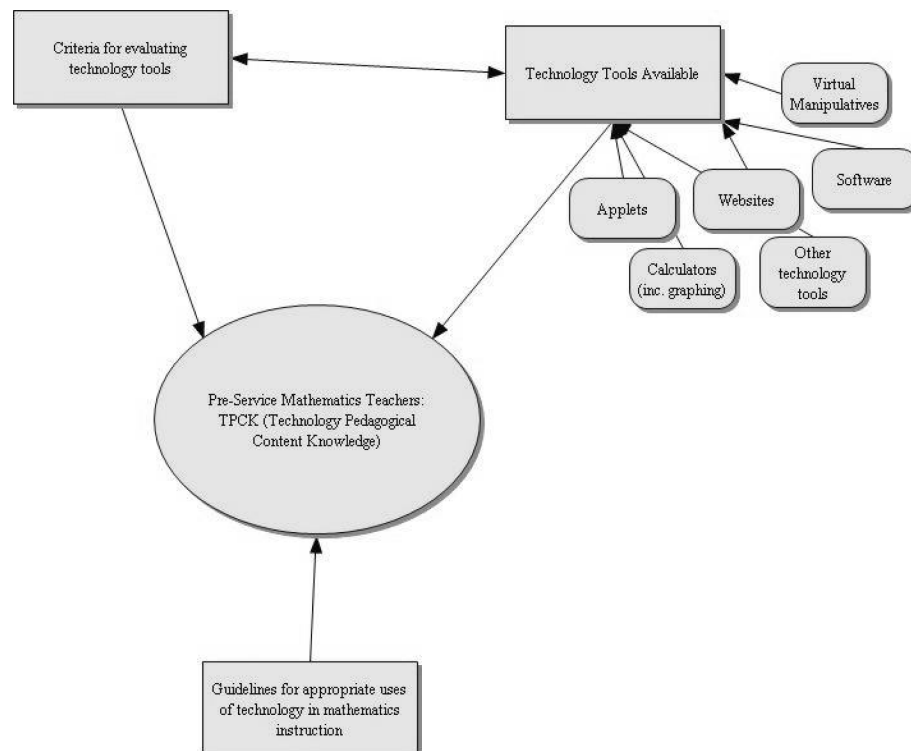 Criteria for evaluating
technology tools
Technology Tools Available
Virtual
Manipulatives
Software
Websites
Applets
Calculators
(inc. graphing)
Other
technology
tools
Pre-Service Mathematics Teachers:
TPCK (Technology Pedagogical
Content Knowledge)
Guidelines for appropriate uses
of technology in mathematics
instruction